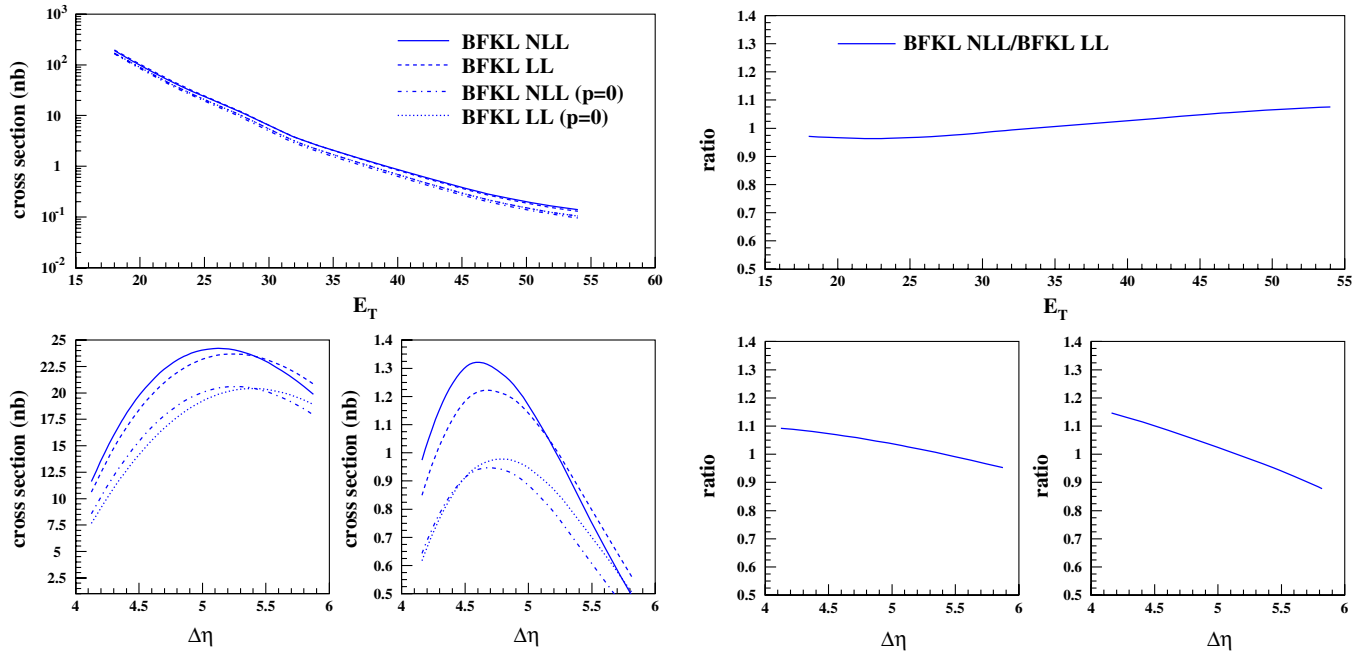 cross section (nb)
10³
10²
10
1
10⁻¹
10⁻²
15 20 25 30 35 40 45 50 55 60
E_T
BFKL NLL
BFKL LL
BFKL NLL (p=0)
BFKL LL (p=0)
ratio
1.4
1.3
1.2
1.1
1
0.9
0.8
0.7
0.6
0.5
15 20 25 30 35 40 45 50 55
E_T
BFKL NLL/BFKL LL
cross section (nb)
25
22.5
20
17.5
15
12.5
10
7.5
5
2.5
4 4.5 5 5.5 6
Δη
cross section (nb)
1.4
1.3
1.2
1.1
1
0.9
0.8
0.7
0.6
0.5
4 4.5 5 5.5 6
Δη
ratio
1.4
1.3
1.2
1.1
1
0.9
0.8
0.7
0.6
0.5
4 4.5 5 5.5 6
Δη
ratio
1.4
1.3
1.2
1.1
1
0.9
0.8
0.7
0.6
0.5
4 4.5 5 5.5 6
Δη